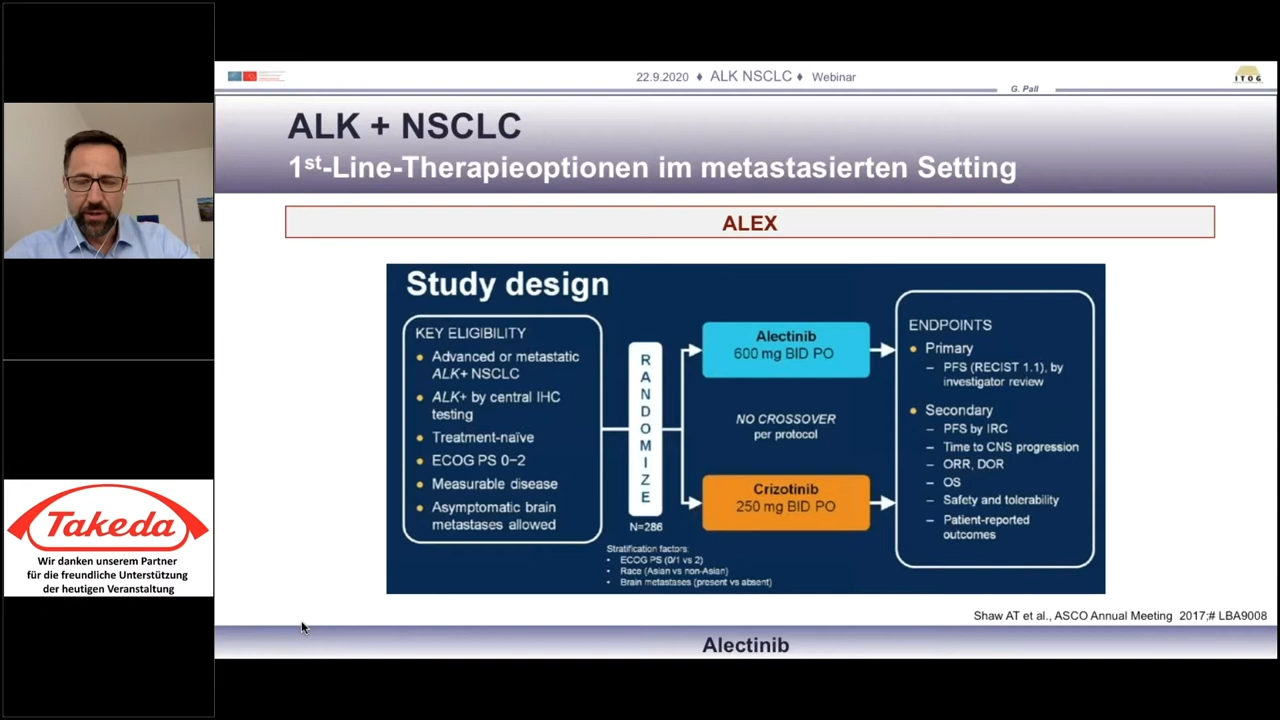 22.9.2020 ♦ ALK NSCLC ♦ Webinar
G. Pall
ITOG
ALK + NSCLC
1st-Line-Therapieoptionen im metastasierten Setting
ALEX
Study design
KEY ELIGIBILITY
• Advanced or metastatic
ALK+ NSCLC
• ALK+ by central IHC
testing
• Treatment-naïve
• ECOG PS 0–2
• Measurable disease
• Asymptomatic brain
metastases allowed
RANDOMIZE
N=286
Stratification factors:
• ECOG PS (0/1 vs 2)
• Race (Asian vs non-Asian)
• Brain metastases (present vs absent)
Alectinib
600 mg BID PO
NO CROSSOVER
per protocol
Crizotinib
250 mg BID PO
ENDPOINTS
• Primary
– PFS (RECIST 1.1), by
investigator review
• Secondary
– PFS by IRC
– Time to CNS progression
– ORR, DOR
– OS
– Safety and tolerability
– Patient-reported
outcomes
Shaw AT et al., ASCO Annual Meeting 2017;# LBA9008
Alectinib
Takeda
Wir danken unserem Partner
für die freundliche Unterstützung
der heutigen Veranstaltung